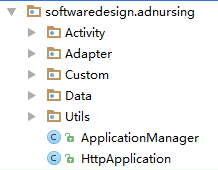 softwaredesign.adnursing
Activity
Adapter
Custom
Data
Utils
ApplicationManager
HttpApplication